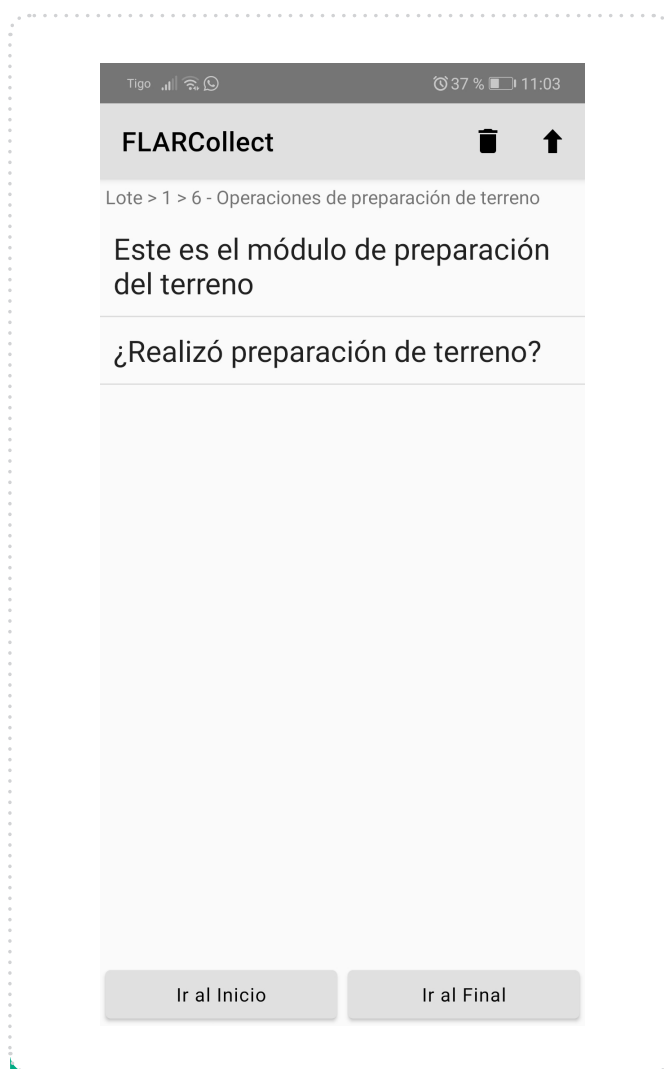 Tigo 37 % 11:03
FLARCollect
Lote > 1 > 6 - Operaciones de preparación de terreno
Este es el módulo de preparación
del terreno
¿Realizó preparación de terreno?
Ir al Inicio Ir al Final